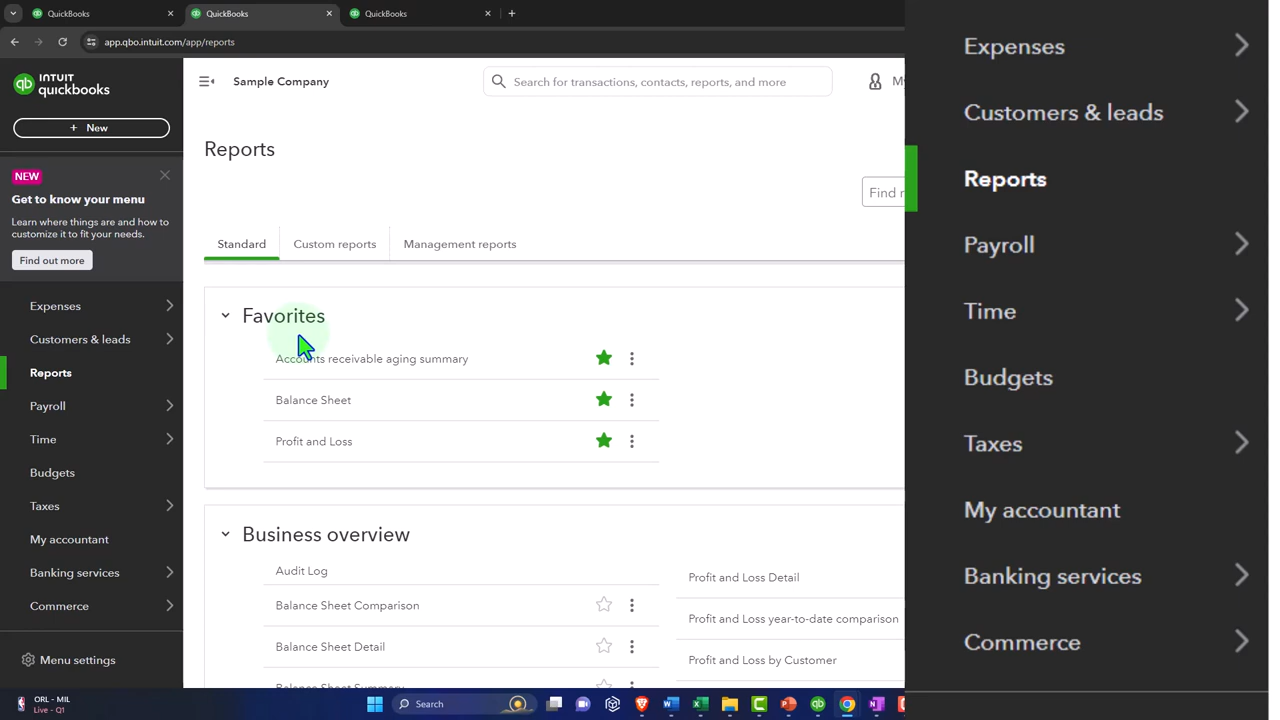 QuickBooks
QuickBooks
QuickBooks
app.qbo.intuit.com/app/reports
INTUIT
quickbooks
+ New
NEW
Get to know your menu
Learn where things are and how to
customize it to fit your needs.
Find out more
Expenses
Customers & leads
Reports
Payroll
Time
Budgets
Taxes
My accountant
Banking services
Commerce
Menu settings
Sample Company
Search for transactions, contacts, reports, and more
Reports
Standard
Custom reports
Management reports
Favorites
Accounts receivable aging summary
Balance Sheet
Profit and Loss
Business overview
Audit Log
Balance Sheet Comparison
Balance Sheet Detail
Balance Sheet Summary
Profit and Loss Detail
Profit and Loss year-to-date comparison
Profit and Loss by Customer
Expenses
Customers & leads
Reports
Payroll
Time
Budgets
Taxes
My accountant
Banking services
Commerce
ORL - MIL
Live - Q1
Search